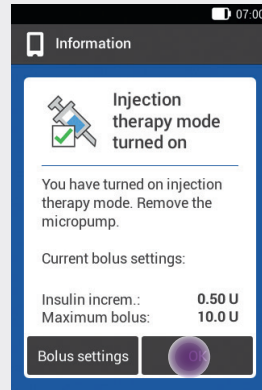 07:00
Information
Injection
therapy mode
turned on
You have turned on injection
therapy mode. Remove the
micropump.
Current bolus settings:
Insulin increm.: 0.50 U
Maximum bolus: 10.0 U
Bolus settings OK